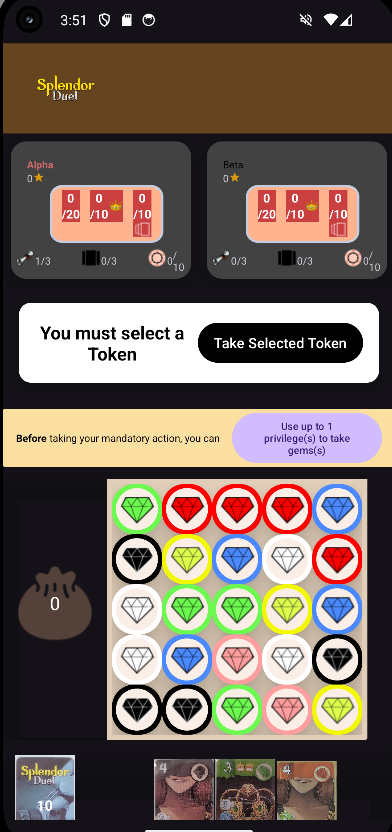 3:51
Splendor
Duel
Alpha
0
0
/20
0
/10
0
/10
1/3
0/3
0/
10
Beta
0
0
/20
0
/10
0
/10
0/3
0/3
0/
10
You must select a
Token
Take Selected Token
Before taking your mandatory action, you can
Use up to 1
privilege(s) to take
gems(s)
0
Splendor
Duel
10
4
3
4